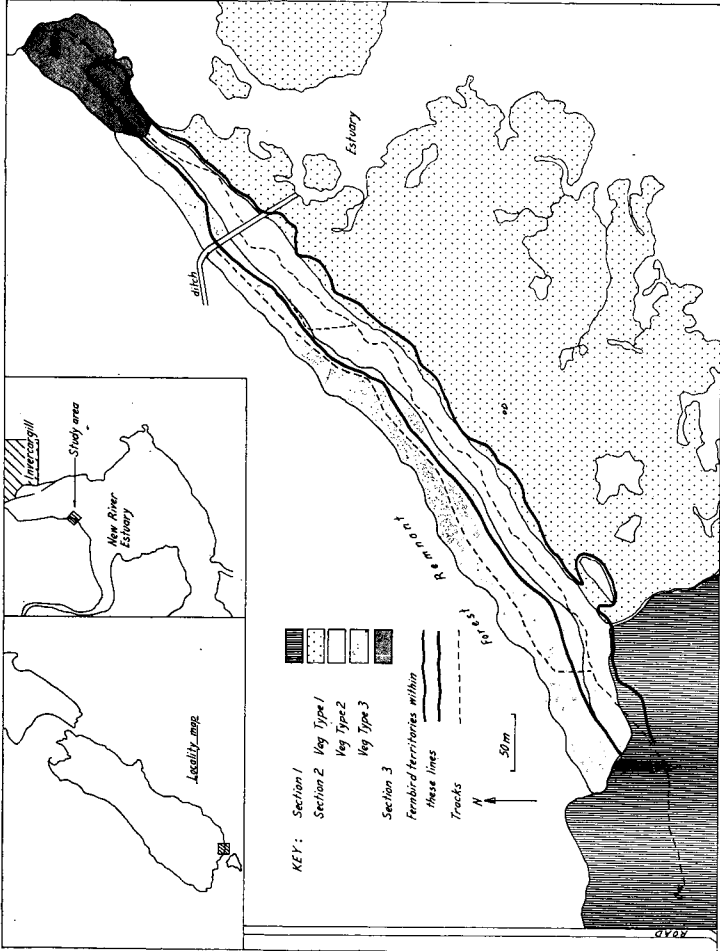 Locality map
Invercargill
Study area
New River
Estuary
ditch
Estuary
Remnant
forest
KEY :
Section 1
Section 2 Veg Type 1
Veg Type 2
Veg Type 3
Section 3
Fernbird territories within
these lines
Tracks
N
50m
ROAD